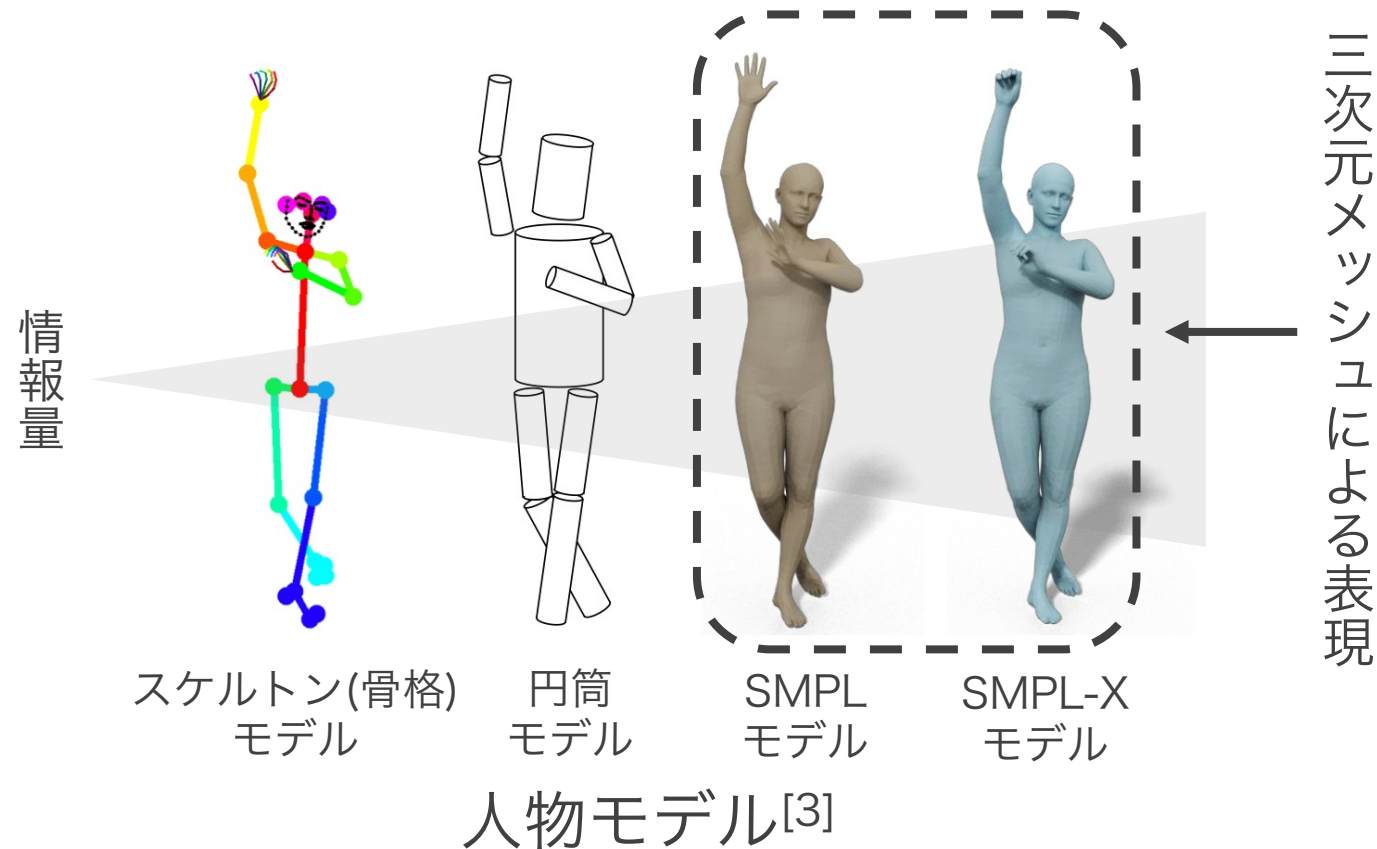 情報量
三次元メッシュによる表現
スケルトン(骨格)
モデル
円筒
モデル
SMPL
モデル
SMPL-X
モデル
人物モデル[3]